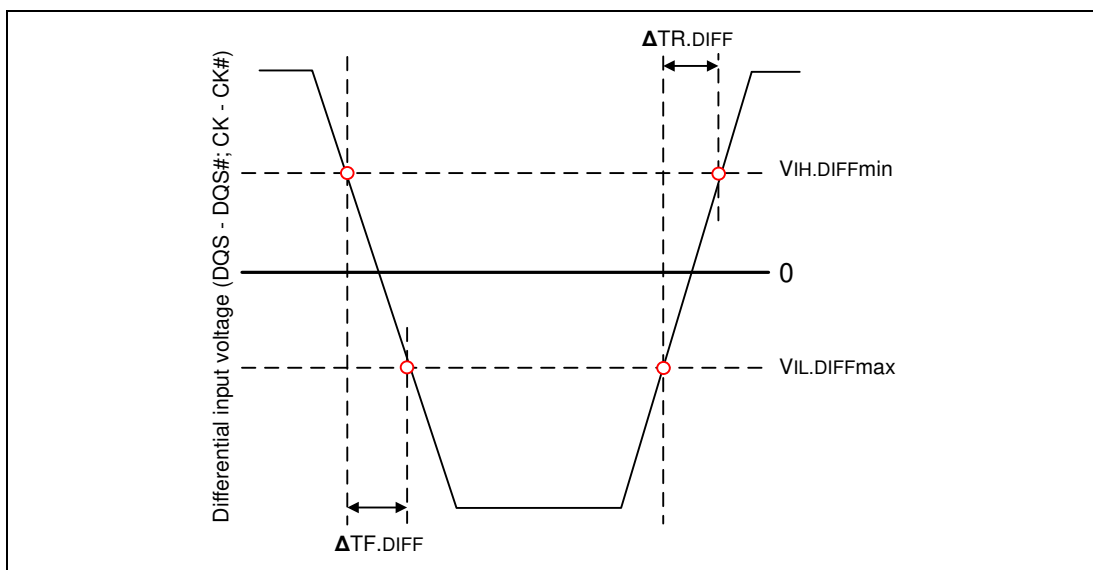 ΔTR.DIFF
Differential input voltage (DQS - DQS#; CK - CK#)
VIH.DIFFmin
0
VIL.DIFFmax
ΔTF.DIFF